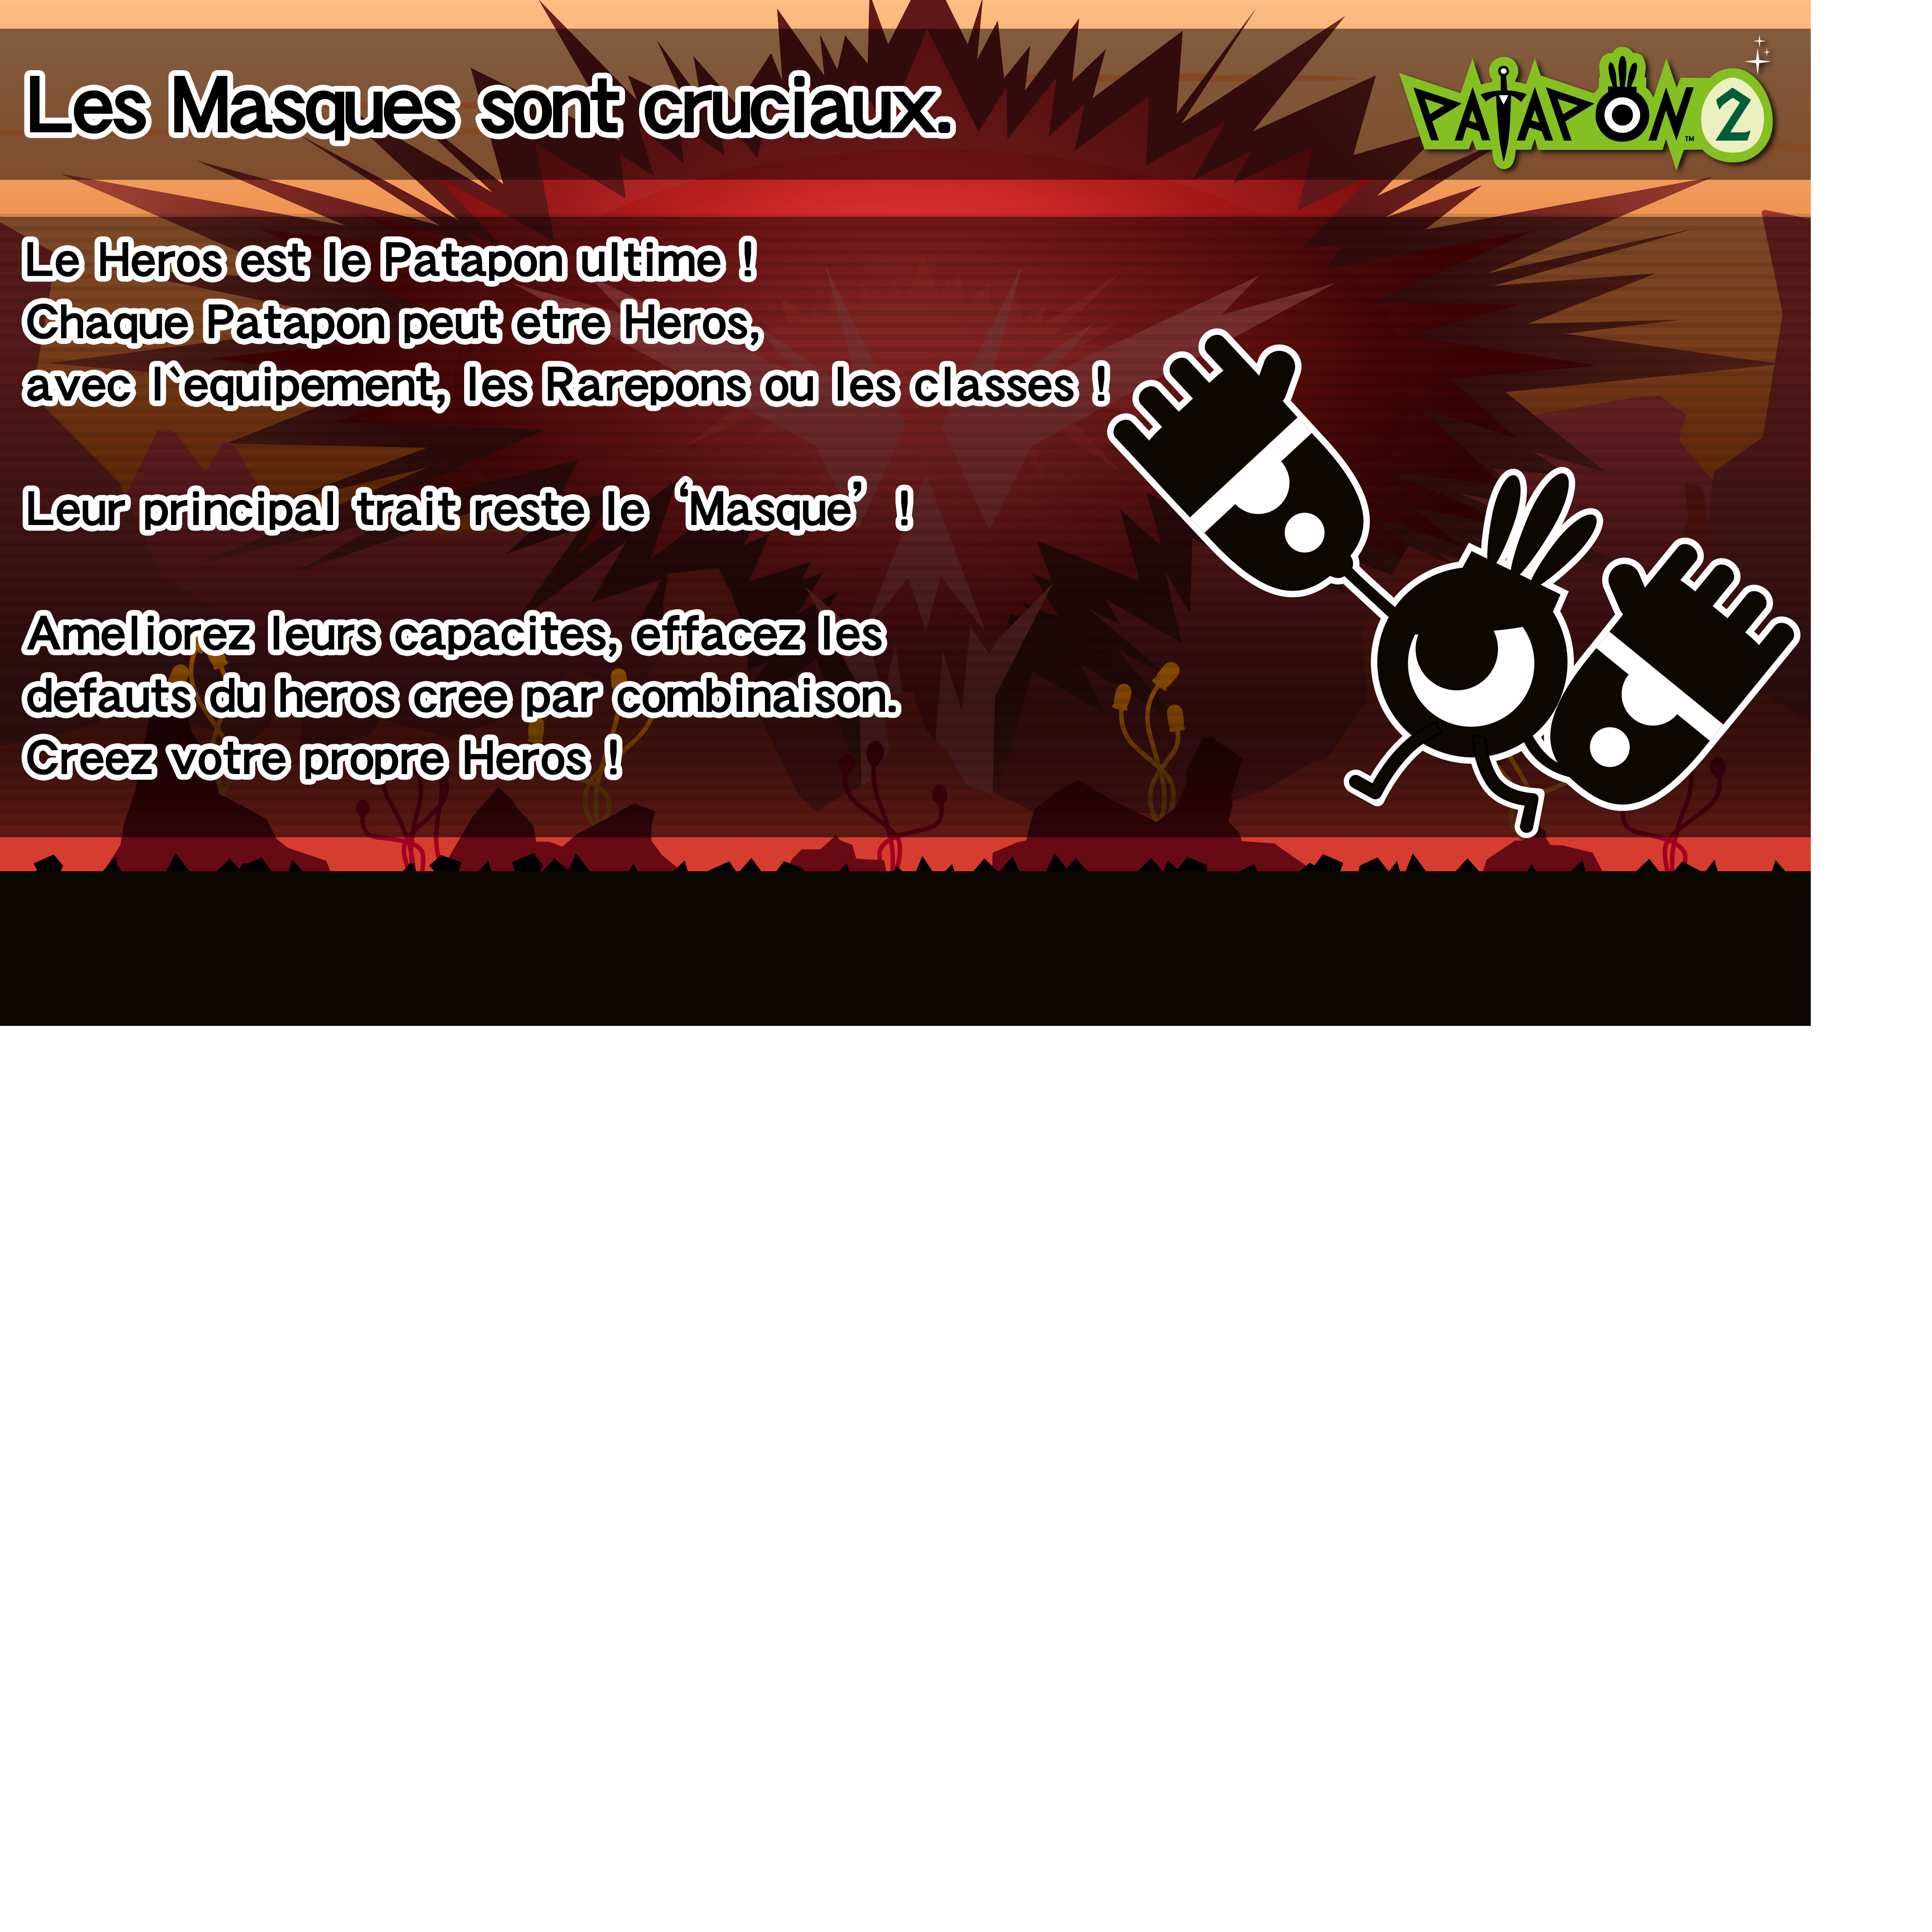 Les Masques sont cruciaux.
PATAPON™ 2
Le Heros est le Patapon ultime !
Chaque Patapon peut etre Heros,
avec l`equipement, les Rarepons ou les classes !
Leur principal trait reste le ‘Masque’ !
Ameliorez leurs capacites, effacez les
defauts du heros cree par combinaison.
Creez votre propre Heros !